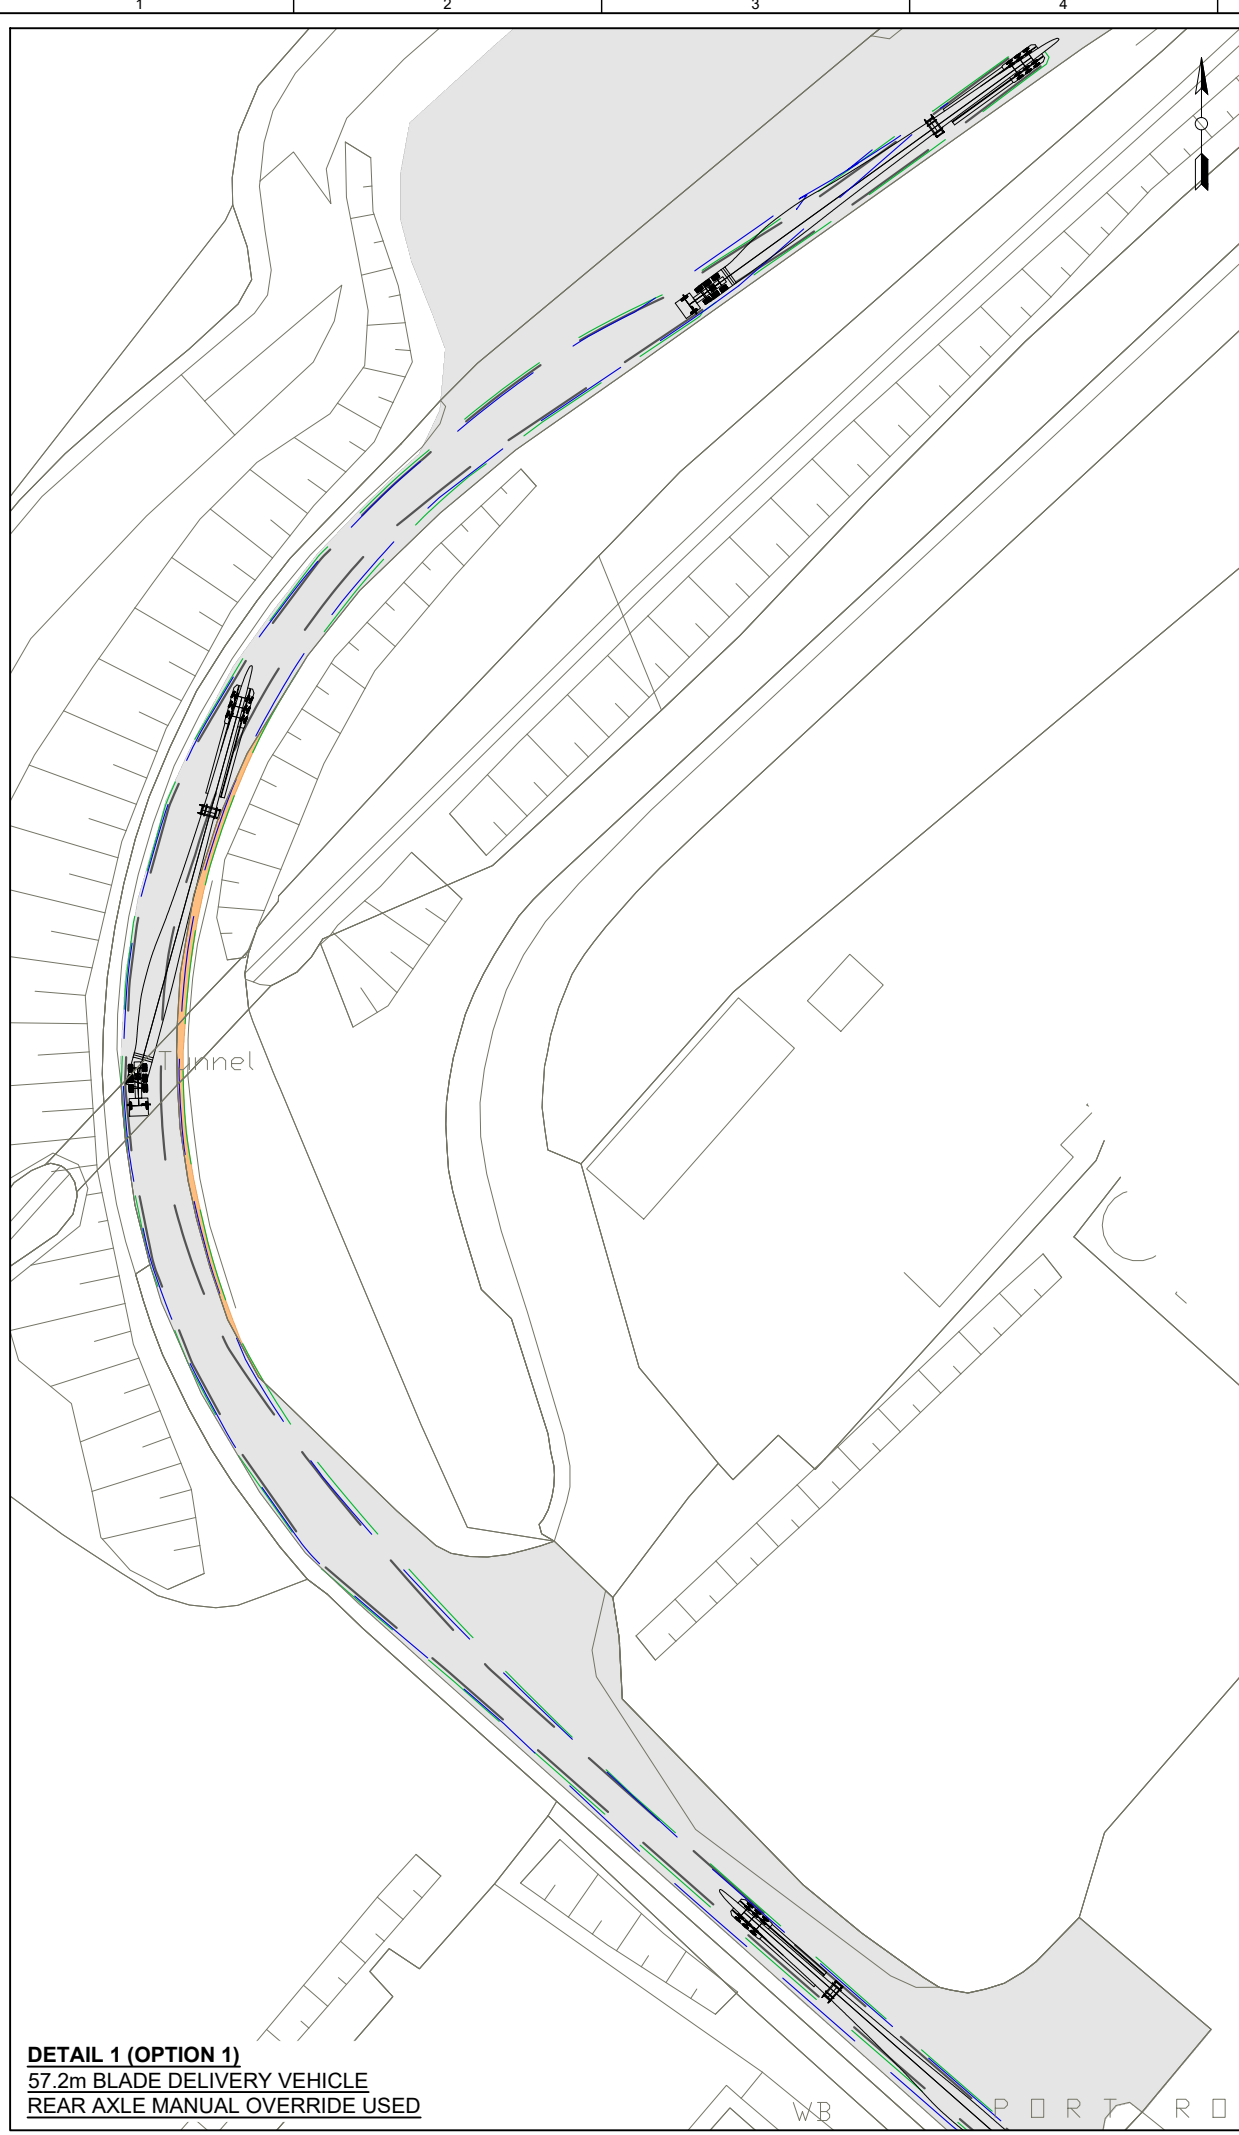 1 2 3 4
Tunnel
DETAIL 1 (OPTION 1)
57.2m BLADE DELIVERY VEHICLE
REAR AXLE MANUAL OVERRIDE USED
WB
PORT RO